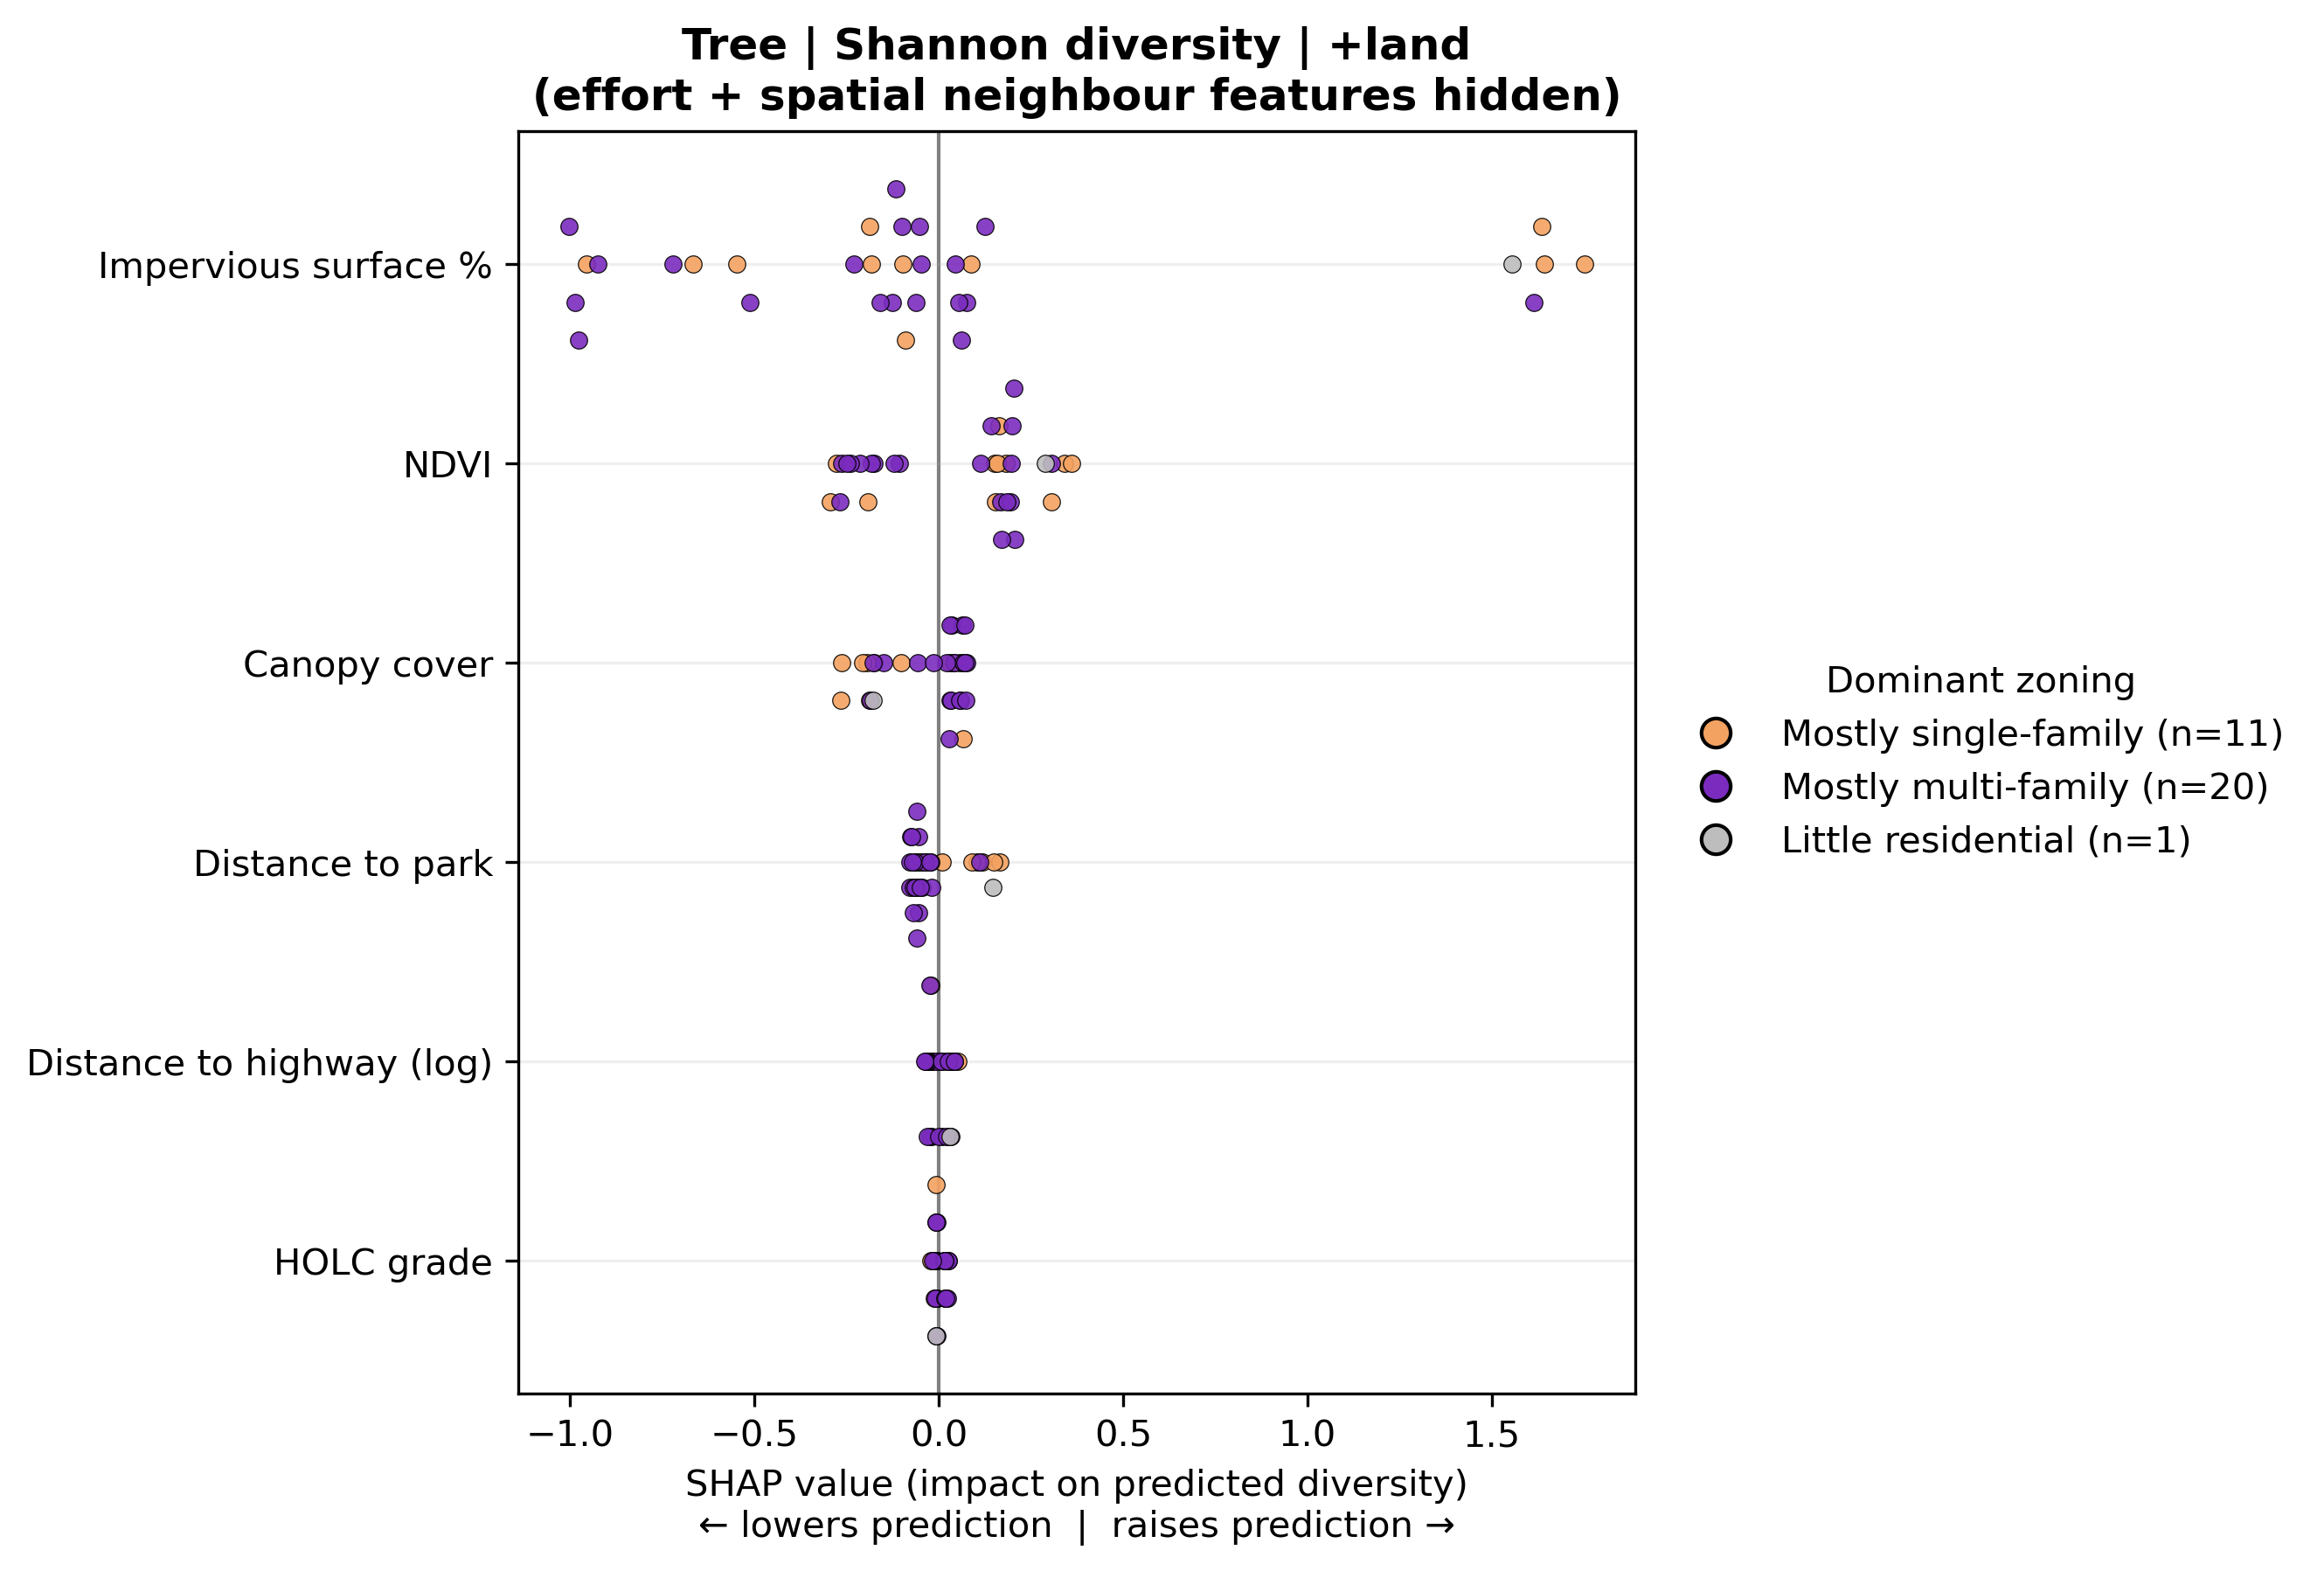 Tree | Shannon diversity | +land
(effort + spatial neighbour features hidden)
Impervious surface %
NDVI
Canopy cover
Distance to park
Distance to highway (log)
HOLC grade
−1.0 −0.5 0.0 0.5 1.0 1.5
SHAP value (impact on predicted diversity)
← lowers prediction | raises prediction →
Dominant zoning
Mostly single-family (n=11)
Mostly multi-family (n=20)
Little residential (n=1)